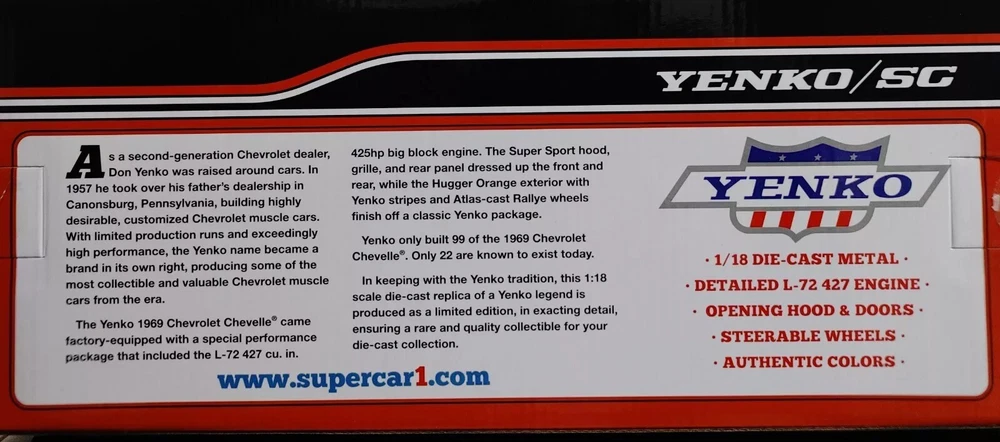 YENKO/SC
As a second-generation Chevrolet dealer,
Don Yenko was raised around cars. In
1957 he took over his father's dealership in
Canonsburg, Pennsylvania, building highly
desirable, customized Chevrolet muscle cars.
With limited production runs and exceedingly
high performance, the Yenko name became a
brand in its own right, producing some of the
most collectible and valuable Chevrolet muscle
cars from the era.
The Yenko 1969 Chevrolet Chevelle® came
factory-equipped with a special performance
package that included the L-72 427 cu. in.
425hp big block engine. The Super Sport hood,
grille, and rear panel dressed up the front and
rear, while the Hugger Orange exterior with
Yenko stripes and Atlas-cast Rallye wheels
finish off a classic Yenko package.
Yenko only built 99 of the 1969 Chevrolet
Chevelle®. Only 22 are known to exist today.
In keeping with the Yenko tradition, this 1:18
scale die-cast replica of a Yenko legend is
produced as a limited edition, in exacting detail,
ensuring a rare and quality collectible for your
die-cast collection.
www.supercar1.com
YENKO
· 1/18 DIE-CAST METAL ·
· DETAILED L-72 427 ENGINE ·
· OPENING HOOD & DOORS ·
· STEERABLE WHEELS ·
· AUTHENTIC COLORS ·